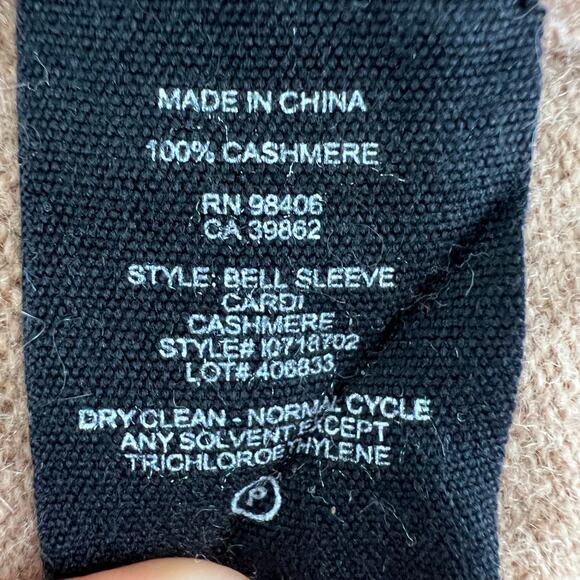 MADE IN CHINA
100% CASHMERE
RN 98406
CA 39862
STYLE: BELL SLEEVE
CARDI
CASHMERE
STYLE# I0718702
LOT#.406833
DRY CLEAN - NORMAL CYCLE
ANY SOLVENT EXCEPT
TRICHLOROETHYLENE
P